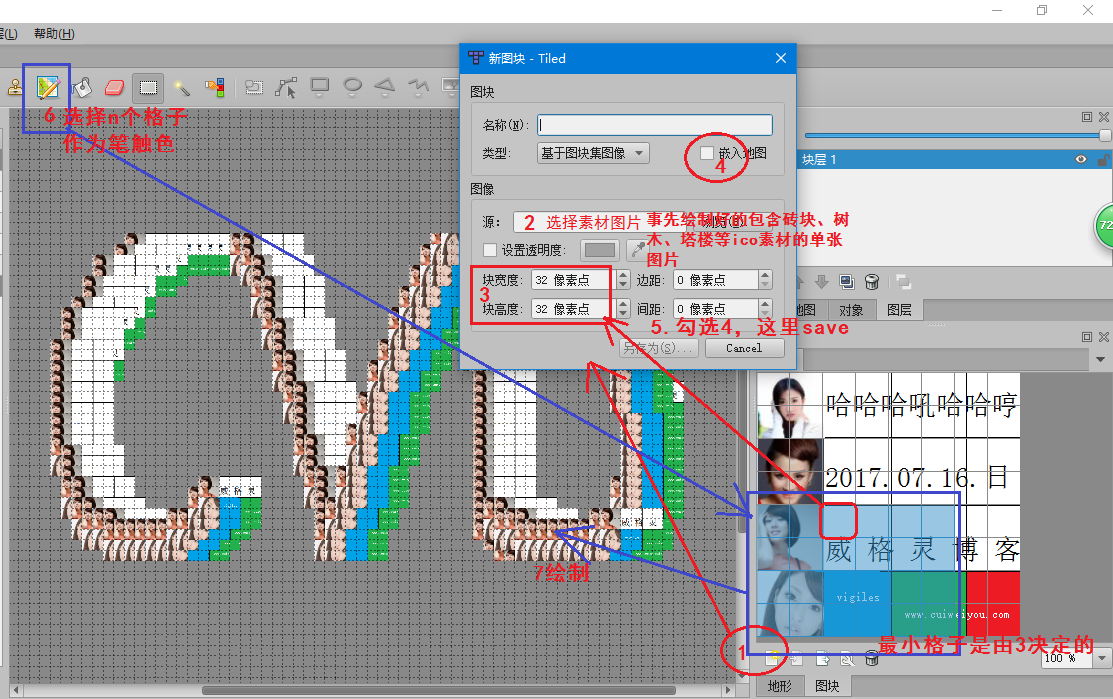 层(L) 帮助(H)
新图块 - Tiled
6 选择n个格子
作为笔触色
图块
名称(N):
类型: 基于图块集图像
嵌入地图
4
图像
源: 2 选择素材图片
事先绘制好的包含砖块、树
木、塔楼等ico素材的单张
图片
设置透明度:
块宽度: 32 像素点 边距: 0 像素点
3
块高度: 32 像素点 间距: 0 像素点
5. 勾选4, 这里save
另存为(S)... Cancel
块层 1
72
地图 对象 图层
哈哈哈吼哈哈哼
2017.07.16.日
威格灵博客
vigiles
www.cuiweiyou.com
威格灵
威格灵
7绘制
1
最小格子是由3决定的
100 %
地形 图块